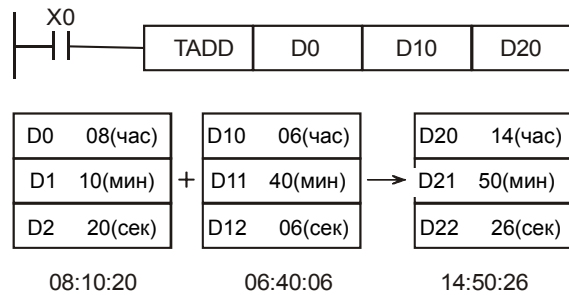 X0
TADD D0 D10 D20
D0 08(час) D10 06(час) D20 14(час)
D1 10(мин) + D11 40(мин) D21 50(мин)
D2 20(сек) D12 06(сек) D22 26(сек)
08:10:20 06:40:06 14:50:26